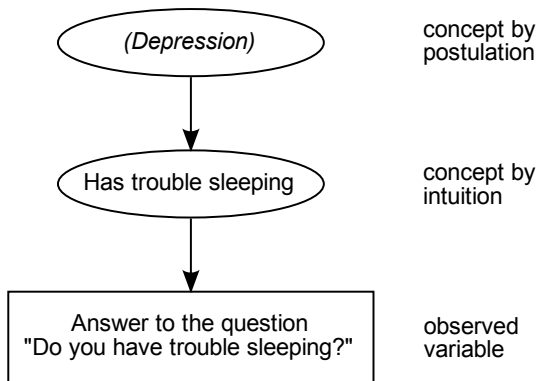 (Depression)
concept by
postulation
Has trouble sleeping
concept by
intuition
Answer to the question
"Do you have trouble sleeping?"
observed
variable